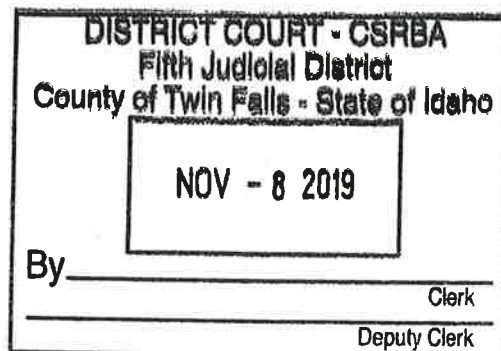 DISTRICT COURT - CSRBA
Fifth Judicial District
County of Twin Falls - State of Idaho
NOV - 8 2019
By
Clerk
Deputy Clerk